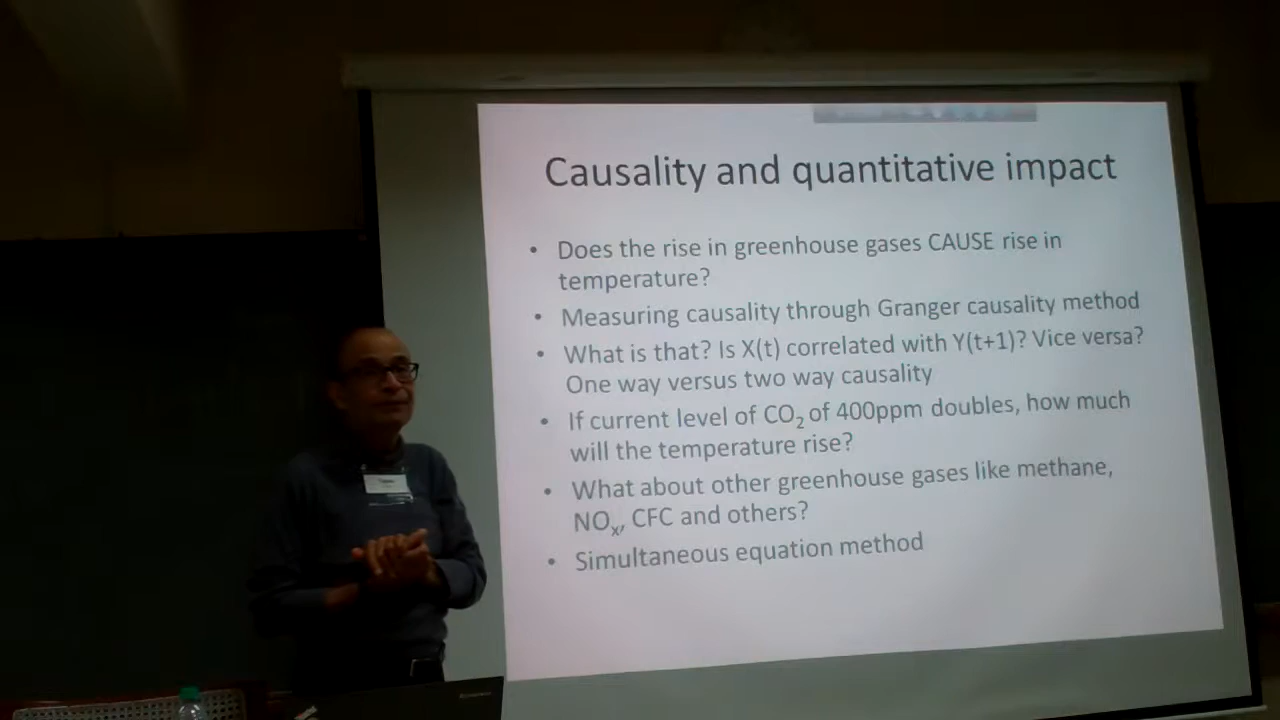 Causality and quantitative impact
• Does the rise in greenhouse gases CAUSE rise in
temperature?
• Measuring causality through Granger causality method
• What is that? Is X(t) correlated with Y(t+1)? Vice versa?
One way versus two way causality
• If current level of CO₂ of 400ppm doubles, how much
will the temperature rise?
• What about other greenhouse gases like methane,
NOₓ, CFC and others?
• Simultaneous equation method